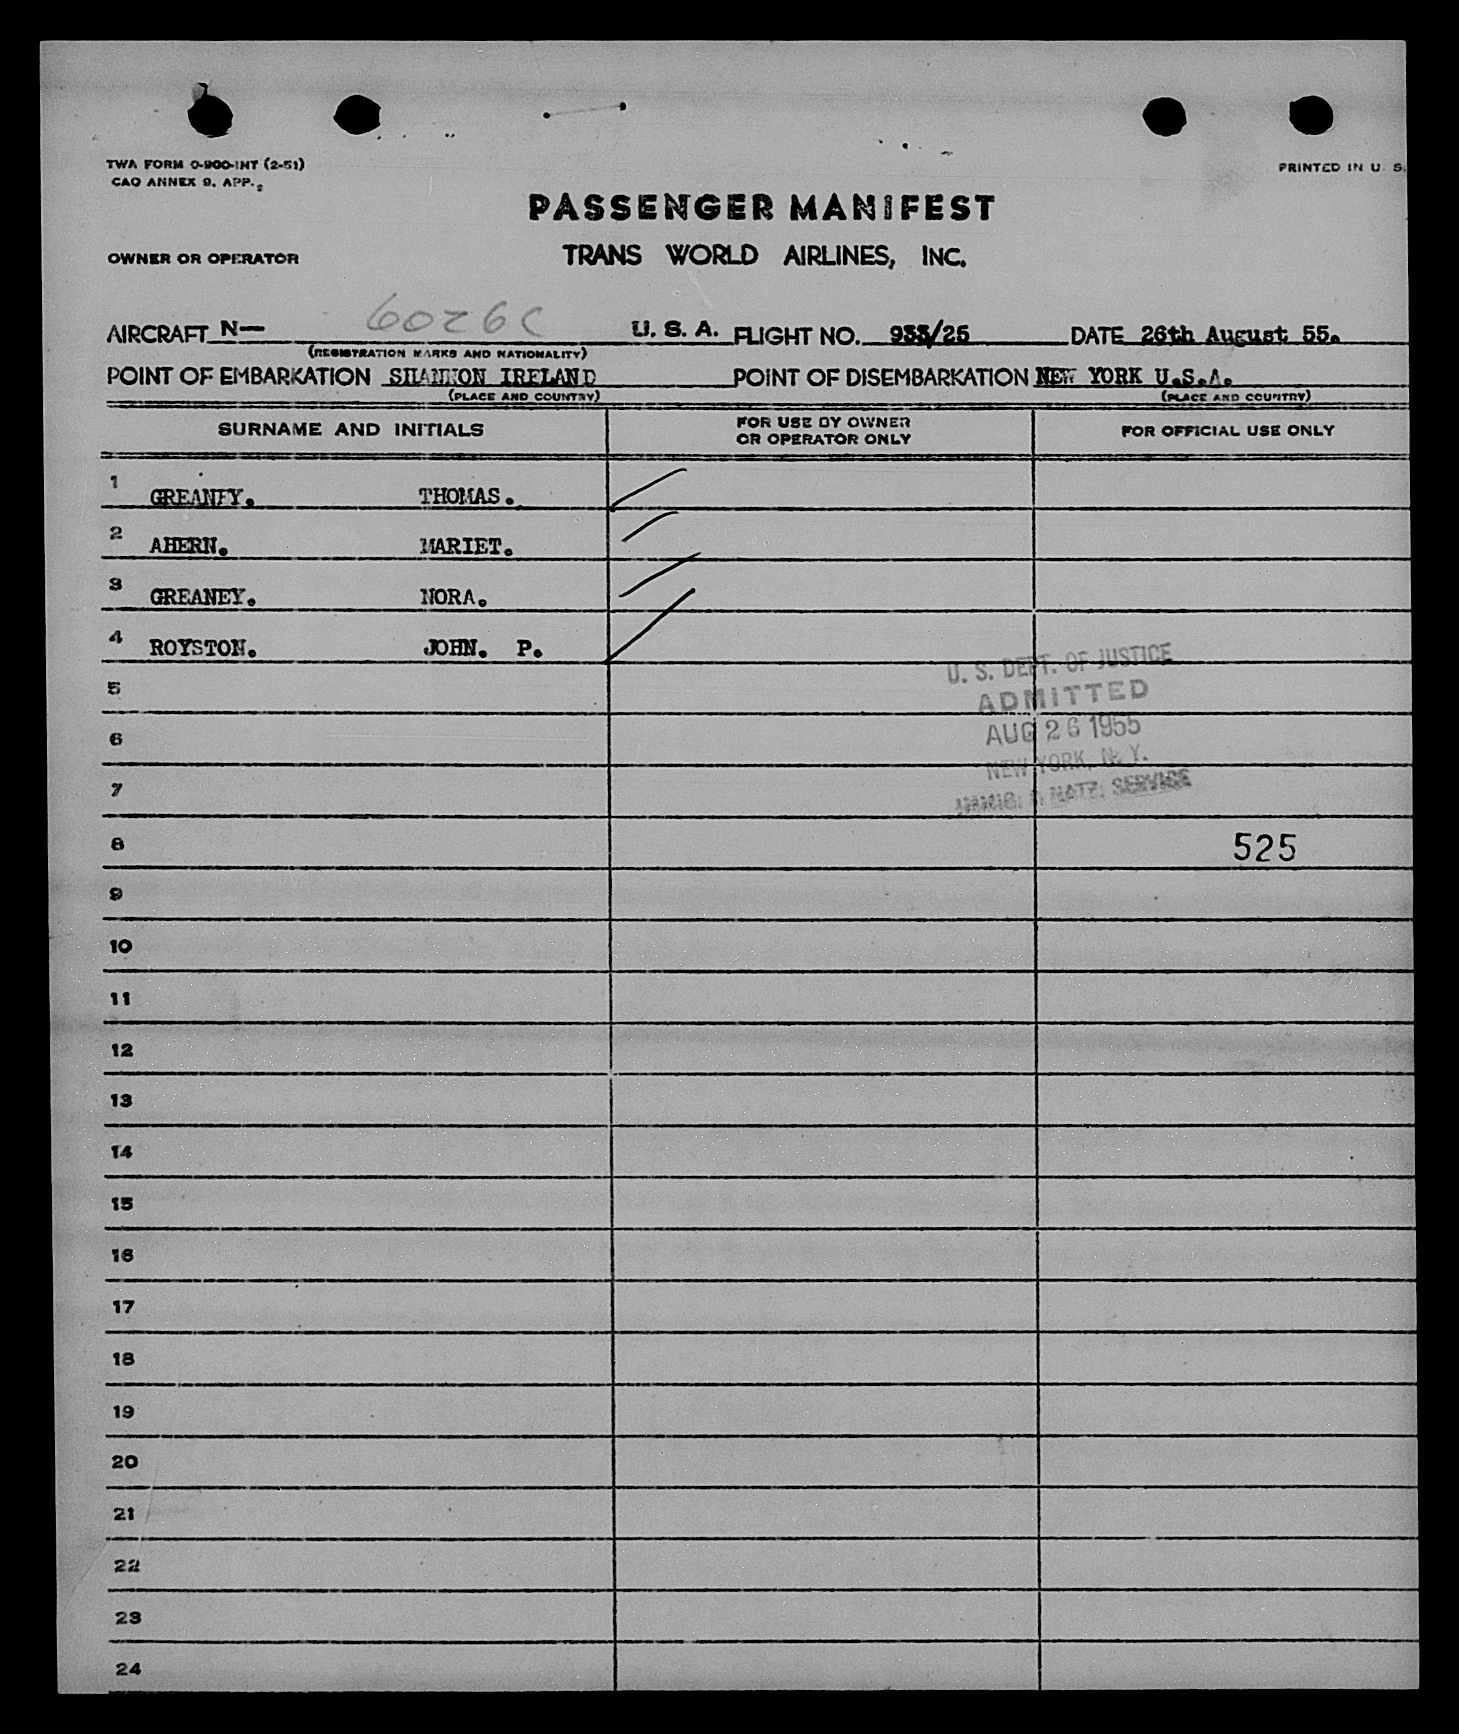 TWA FORM O-900-INT (2-51)
CAO ANNEX 9, APP. 2
PRINTED IN U. S.
PASSENGER MANIFEST
OWNER OR OPERATOR
TRANS WORLD AIRLINES, INC.
AIRCRAFT N— 6026C U. S. A. FLIGHT NO. /25 DATE 26th August 55.
(REGISTRATION MARKS AND NATIONALITY)
POINT OF EMBARKATION SHANNON IRELAND POINT OF DISEMBARKATION NEW YORK U.S.A.
(PLACE AND COUNTRY) (PLACE AND COUNTRY)
SURNAME AND INITIALS
FOR USE BY OWNER
OR OPERATOR ONLY
FOR OFFICIAL USE ONLY
1 GREANEY. THOMAS.
2 AHERN. MARIET.
3 GREANEY. NORA.
4 ROYSTON. JOHN. P.
U. S. DEPT. OF JUSTICE
5
ADMITTED
6
AUG 26 1955
NEW YORK, N. Y.
7
IMMIG. & NATZ. SERVICE
8
525
9
10
11
12
13
14
15
16
17
18
19
20
21
22
23
24